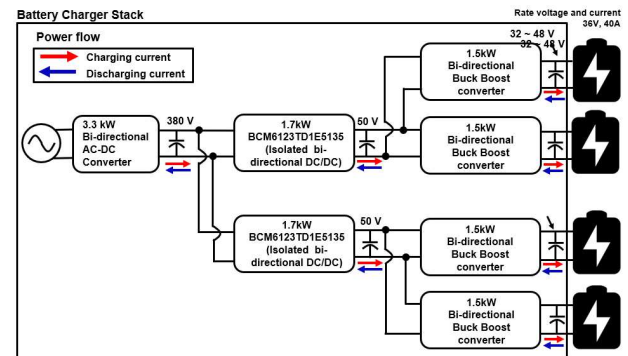 Battery Charger Stack
Rate voltage and current
36V, 40A
Power flow
Charging current
Discharging current
32 ~ 48 V
32 ~ 48 V
1.5kW
Bi-directional
Buck Boost
converter
3.3 kW
Bi-directional
AC-DC
Converter
380 V
1.7kW
BCM6123TD1E5135
(Isolated bi-
directional DC/DC)
50 V
1.5kW
Bi-directional
Buck Boost
converter
1.7kW
BCM6123TD1E5135
(Isolated bi-
directional DC/DC)
50 V
1.5kW
Bi-directional
Buck Boost
converter
1.5kW
Bi-directional
Buck Boost
converter